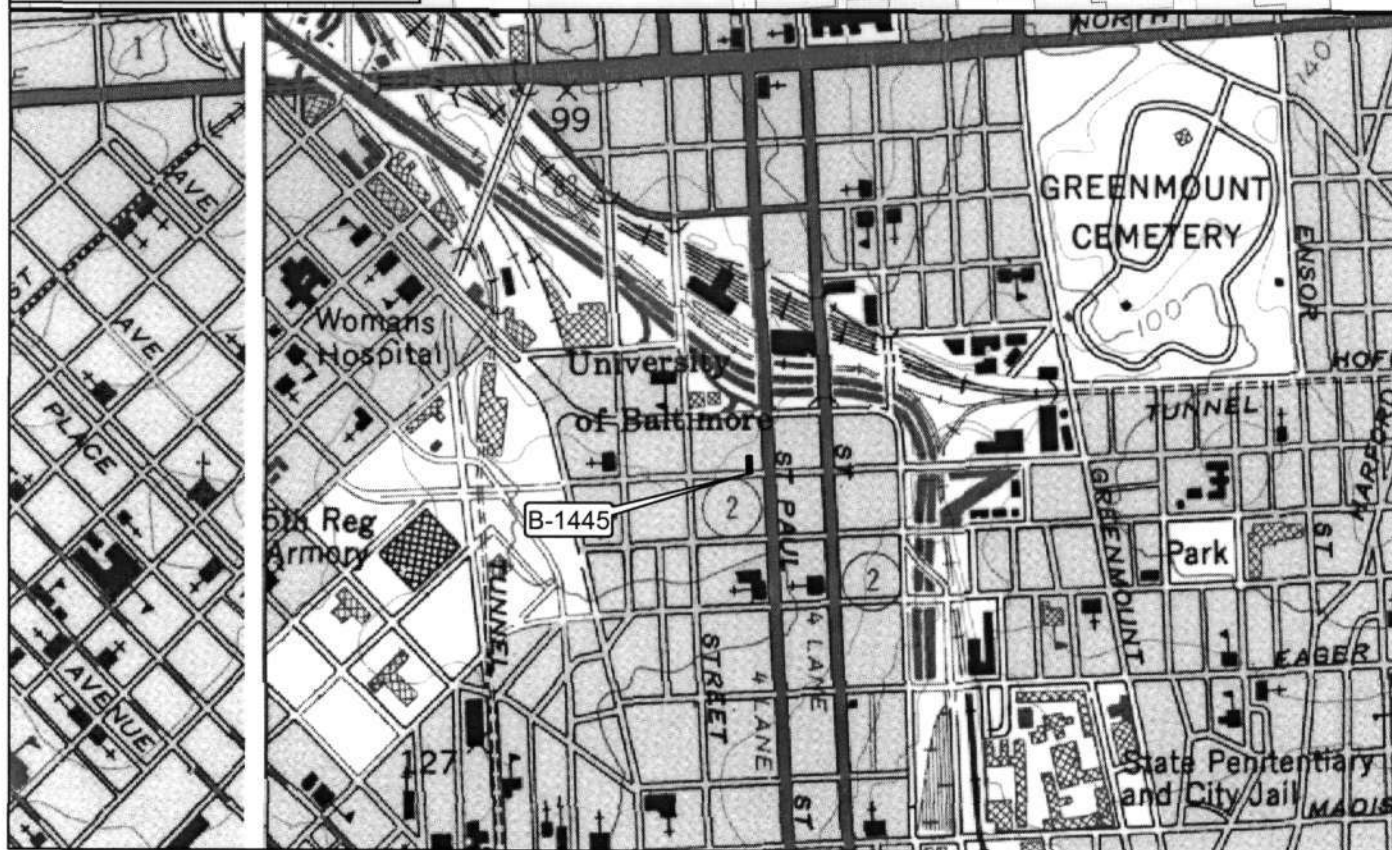 NORTH
1
1
E
99
140
AVE
GREENMOUNT
CEMETERY
ENSOR
ST
AVE
Womans
Hospital
100
University
of Baltimore
HOFF
TUNNEL
PLACE
ST PAUL
ST
HARFORD
B-1445
2
GREENMOUNT
5th Reg
Armory
ST
Park
2
TUNNEL
STREET
4 LANE
4 LANE
EAGER
AVENUE
127
State Penitentiary
and City Jail
MADIS
ST